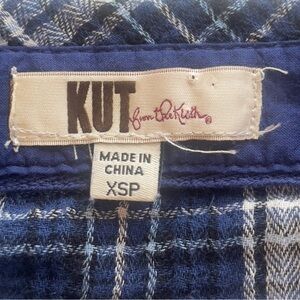 KUT from the Kloth®
MADE IN
CHINA
XSP